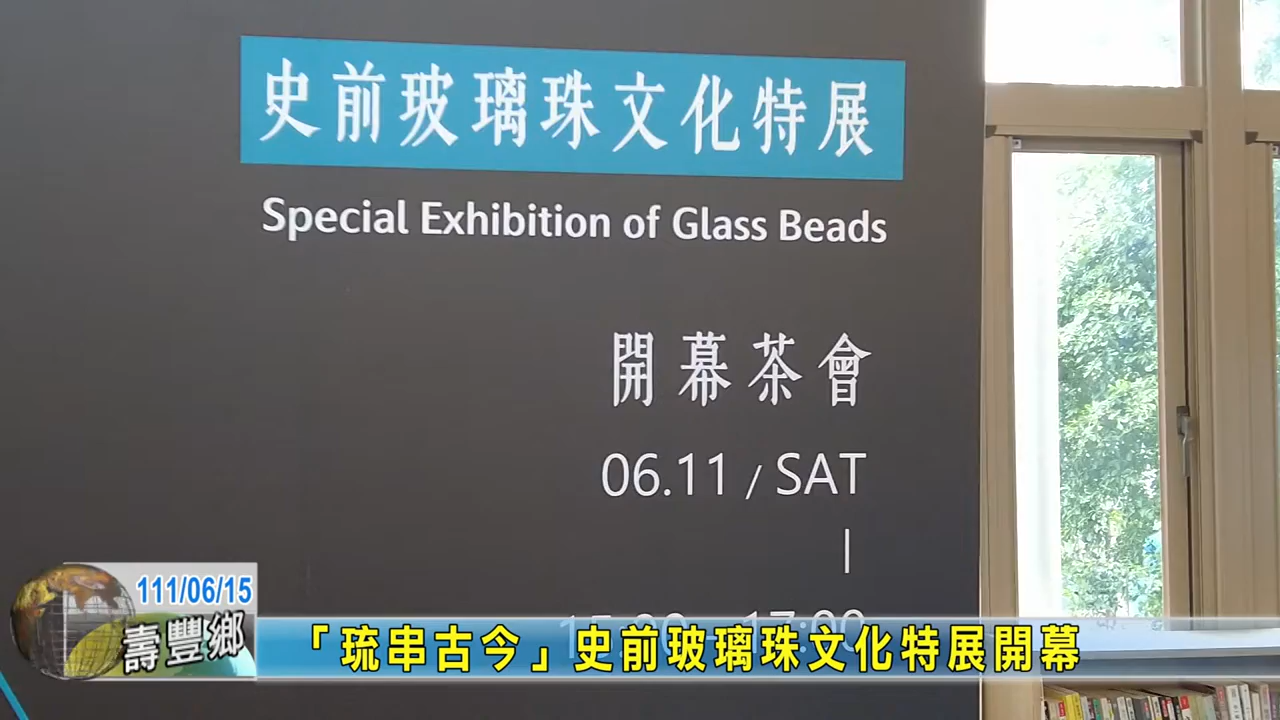 史前玻璃珠文化特展
Special Exhibition of Glass Beads
開幕茶會
06.11 / SAT
|
17:00
111/06/15
壽豐鄉
「琉串古今」史前玻璃珠文化特展開幕